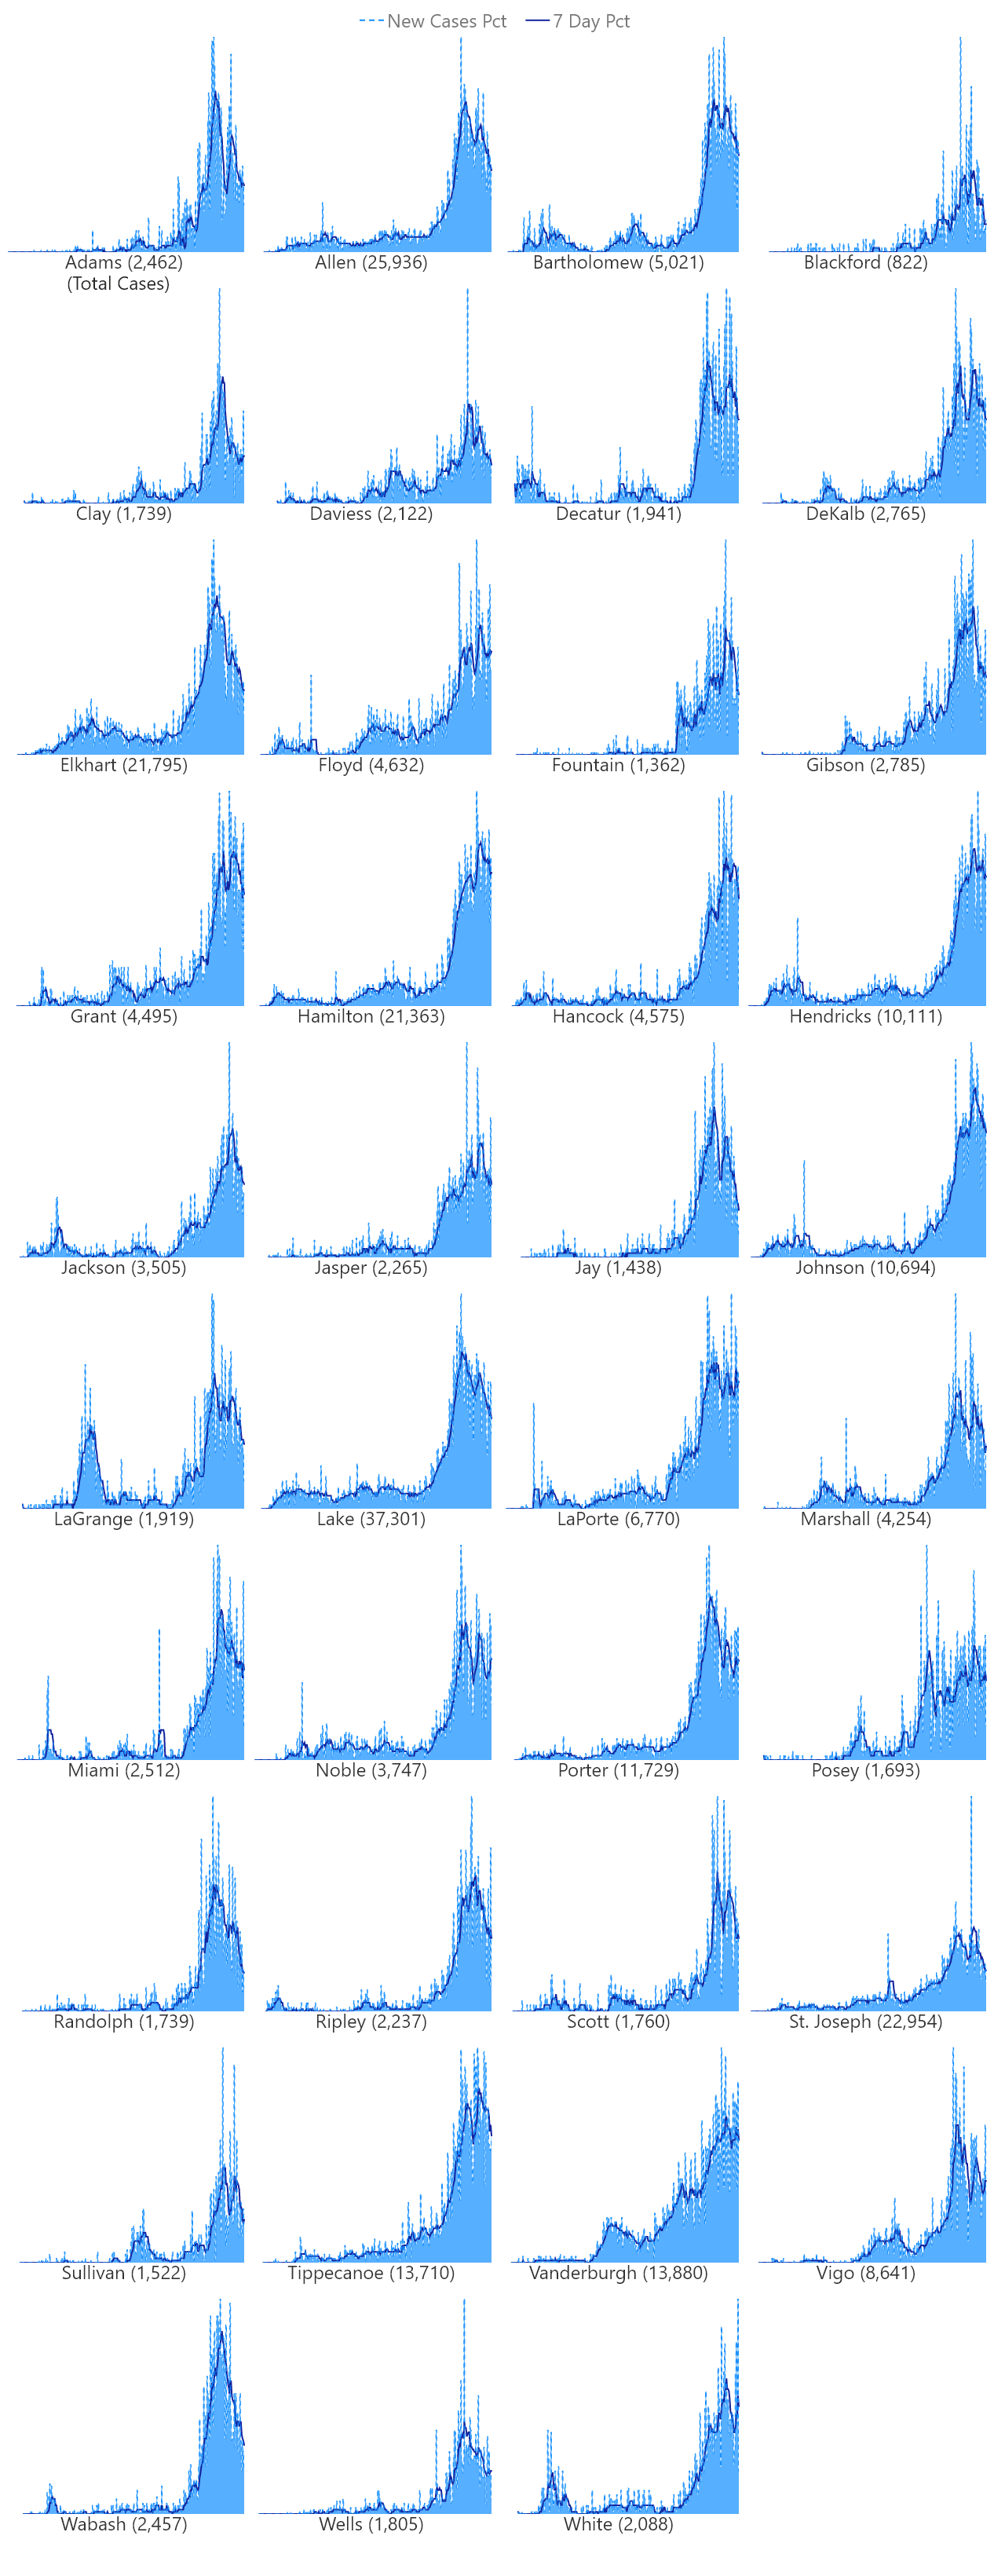 New Cases Pct 7 Day Pct
Adams (2,462) Allen (25,936) Bartholomew (5,021) Blackford (822)
(Total Cases)
Clay (1,739) Daviess (2,122) Decatur (1,941) DeKalb (2,765)
Elkhart (21,795) Floyd (4,632) Fountain (1,362) Gibson (2,785)
Grant (4,495) Hamilton (21,363) Hancock (4,575) Hendricks (10,111)
Jackson (3,505) Jasper (2,265) Jay (1,438) Johnson (10,694)
LaGrange (1,919) Lake (37,301) LaPorte (6,770) Marshall (4,254)
Miami (2,512) Noble (3,747) Porter (11,729) Posey (1,693)
Randolph (1,739) Ripley (2,237) Scott (1,760) St. Joseph (22,954)
Sullivan (1,522) Tippecanoe (13,710) Vanderburgh (13,880) Vigo (8,641)
Wabash (2,457) Wells (1,805) White (2,088)